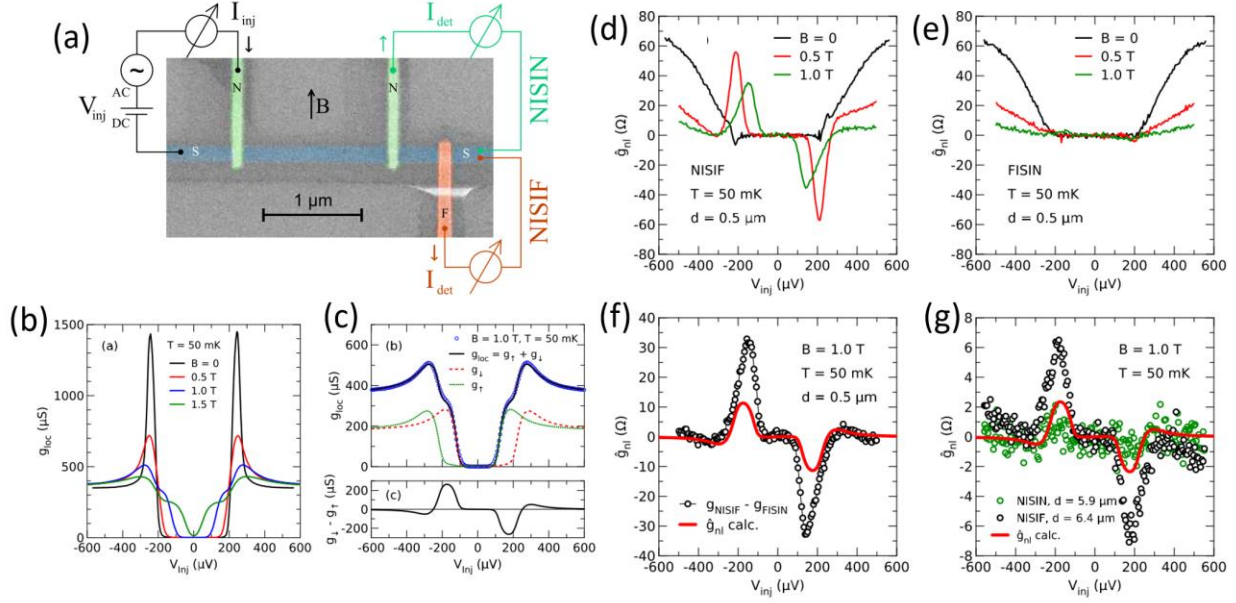 (a)
I_inj
I_det
AC
DC
V_inj
N
N
B
S
S
F
1 μm
I_det
NISIN
NISIF
(b)
(a)
T = 50 mK
B = 0
0.5 T
1.0 T
1.5 T
g_loc (μS)
1500
1000
500
0
-600 -400 -200 0 200 400 600
V_inj (μV)
(c)
(b)
B = 1.0 T, T = 50 mK
g_loc = g↑ + g↓
g↓
g↑
g_loc (μS)
600
400
200
0
(c)
g↓ - g↑
200
0
-200
-600 -400 -200 0 200 400 600
V_Inj (μV)
(d)
B = 0
0.5 T
1.0 T
ĝ_nl (Ω)
80
60
40
20
0
-20
-40
-60
-80
NISIF
T = 50 mK
d = 0.5 μm
-600 -400 -200 0 200 400 600
V_inj (μV)
(e)
B = 0
0.5 T
1.0 T
ĝ_nl (Ω)
80
60
40
20
0
-20
-40
-60
-80
FISIN
T = 50 mK
d = 0.5 μm
-600 -400 -200 0 200 400 600
V_inj (μV)
(f)
B = 1.0 T
T = 50 mK
d = 0.5 μm
ĝ_nl (Ω)
40
30
20
10
0
-10
-20
-30
-40
g_NISIF - g_FISIN
ĝ_nl calc.
-600 -400 -200 0 200 400 600
V_inj (μV)
(g)
B = 1.0 T
T = 50 mK
ĝ_nl (Ω)
8
6
4
2
0
-2
-4
-6
-8
NISIN, d = 5.9 μm
NISIF, d = 6.4 μm
ĝ_nl calc.
-600 -400 -200 0 200 400 600
V_inj (μV)